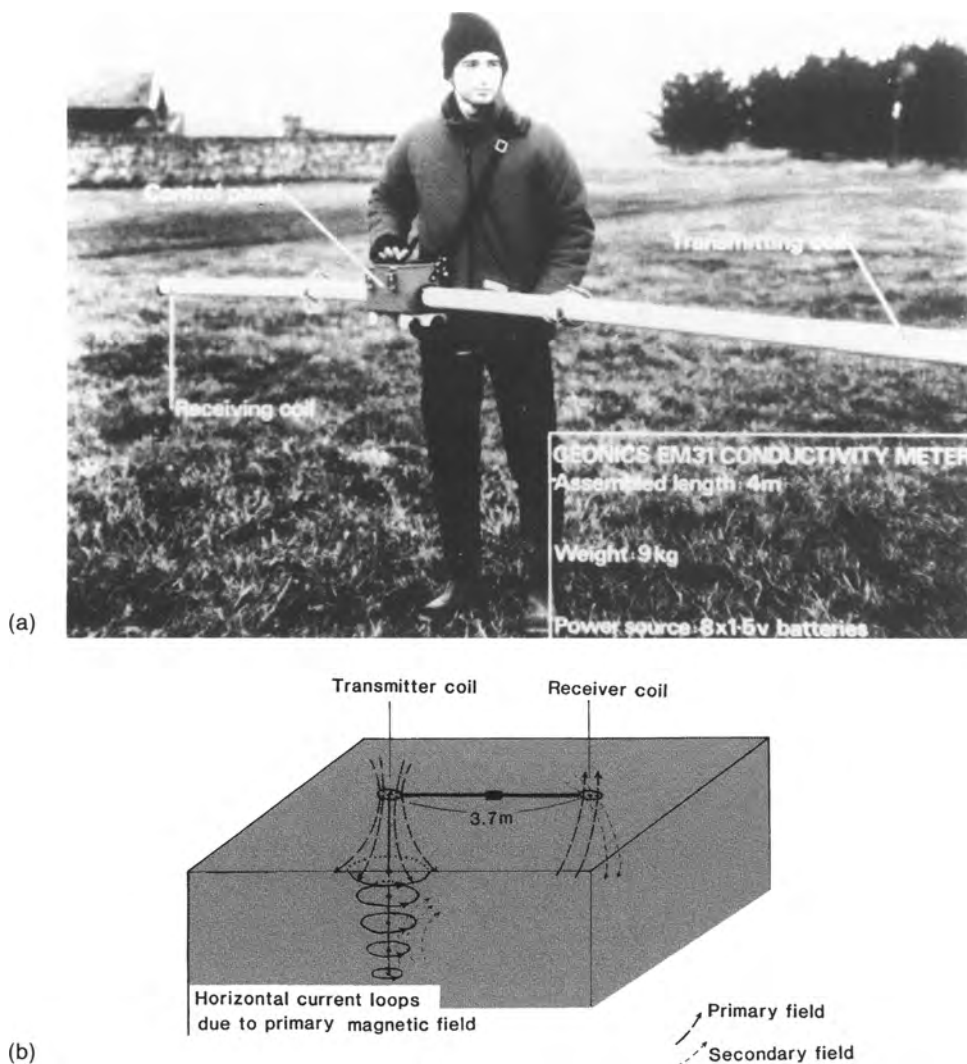 Control panel
Transmitting coil
Receiving coil
GEONICS EM31 CONDUCTIVITY METER
Assembled length:4m
Weight:9kg
Power source:8x1·5v batteries
(a)
Transmitter coil
Receiver coil
3.7m
Horizontal current loops
due to primary magnetic field
Primary field
Secondary field
(b)